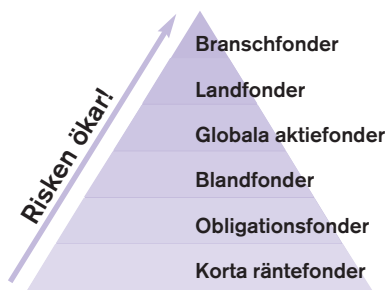 Risken ökar!
Branschfonder
Landfonder
Globala aktiefonder
Blandfonder
Obligationsfonder
Korta räntefonder